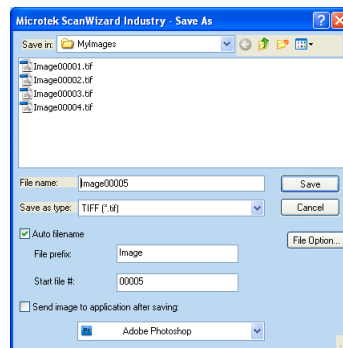 Microtek ScanWizard Industry - Save As
Save in: MyImages
Image00001.tif
Image00002.tif
Image00003.tif
Image00004.tif
File name: Image00005 Save
Save as type: TIFF (*.tif) Cancel
Auto filename File Option...
File prefix: Image
Start file #: 00005
Send image to application after saving:
Adobe Photoshop